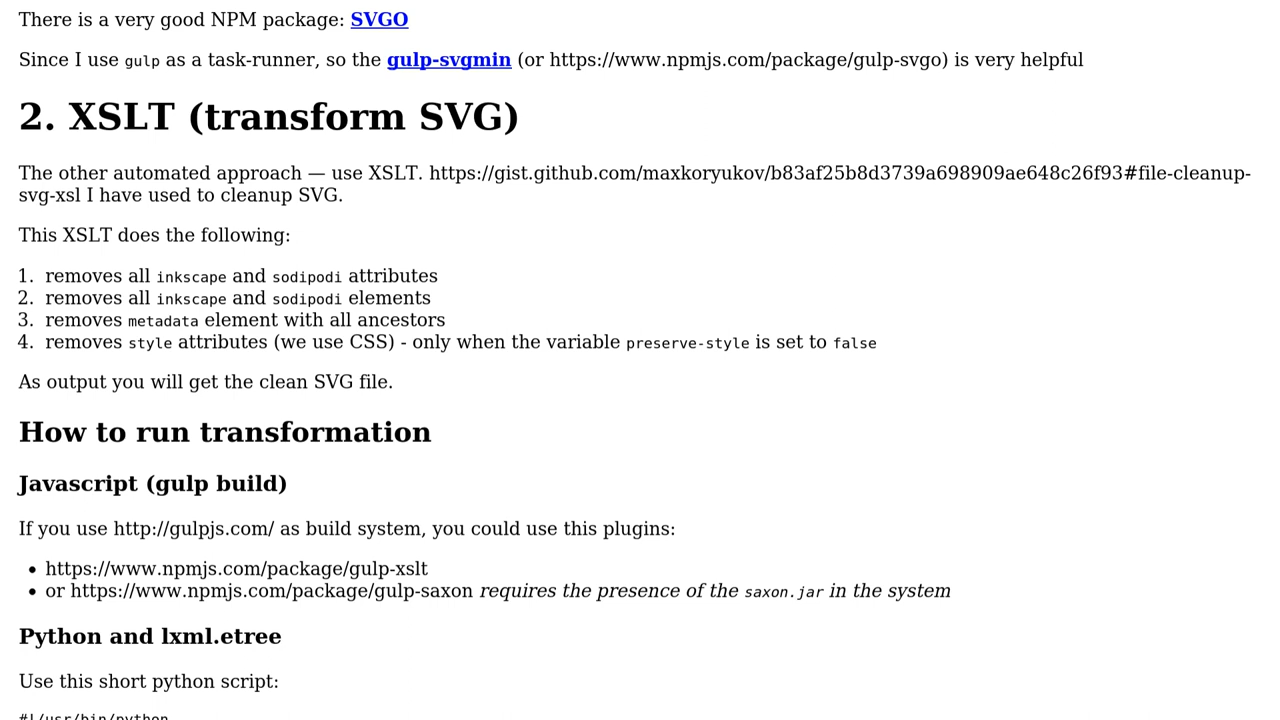 There is a very good NPM package: SVGO
Since I use gulp as a task-runner, so the gulp-svgmin (or https://www.npmjs.com/package/gulp-svgo) is very helpful
2. XSLT (transform SVG)
The other automated approach — use XSLT. https://gist.github.com/maxkoryukov/b83af25b8d3739a698909ae648c26f93#file-cleanup-
svg-xsl I have used to cleanup SVG.
This XSLT does the following:
1. removes all inkscape and sodipodi attributes
2. removes all inkscape and sodipodi elements
3. removes metadata element with all ancestors
4. removes style attributes (we use CSS) - only when the variable preserve-style is set to false
As output you will get the clean SVG file.
How to run transformation
Javascript (gulp build)
If you use http://gulpjs.com/ as build system, you could use this plugins:
• https://www.npmjs.com/package/gulp-xslt
• or https://www.npmjs.com/package/gulp-saxon requires the presence of the saxon.jar in the system
Python and lxml.etree
Use this short python script:
#!/usr/bin/python